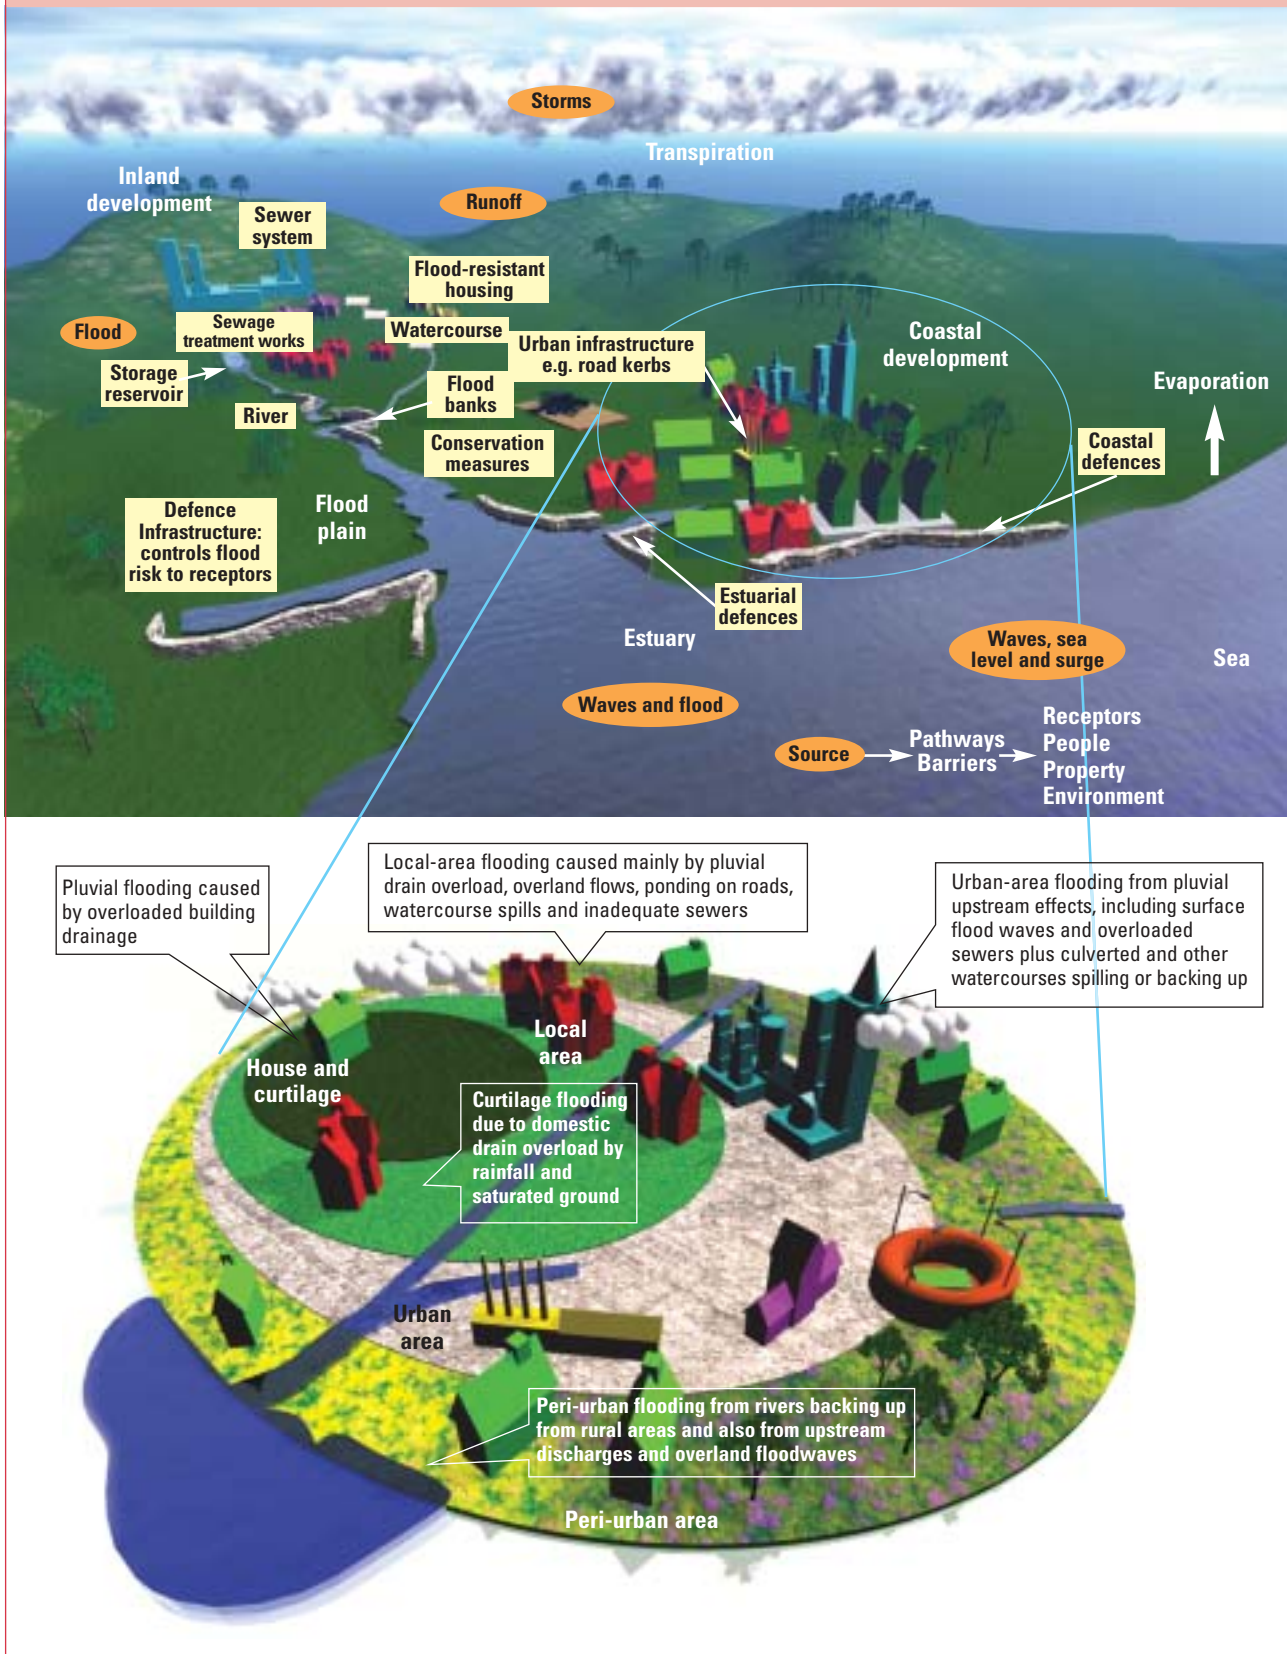 Storms
Transpiration
Inland
development
Runoff
Sewer
system
Flood-resistant
housing
Flood
Sewage
treatment works
Watercourse
Urban infrastructure
e.g. road kerbs
Coastal
development
Storage
reservoir
Flood
banks
Evaporation
River
Conservation
measures
Coastal
defences
Defence
Infrastructure:
controls flood
risk to receptors
Flood
plain
Estuarial
defences
Estuary
Waves, sea
level and surge
Sea
Waves and flood
Source
Pathways
Barriers
Receptors
People
Property
Environment
Pluvial flooding caused
by overloaded building
drainage
Local-area flooding caused mainly by pluvial
drain overload, overland flows, ponding on roads,
watercourse spills and inadequate sewers
Urban-area flooding from pluvial
upstream effects, including surface
flood waves and overloaded
sewers plus culverted and other
watercourses spilling or backing up
Local
area
House and
curtilage
Curtilage flooding
due to domestic
drain overload by
rainfall and
saturated ground
Urban
area
Peri-urban flooding from rivers backing up
from rural areas and also from upstream
discharges and overland floodwaves
Peri-urban area